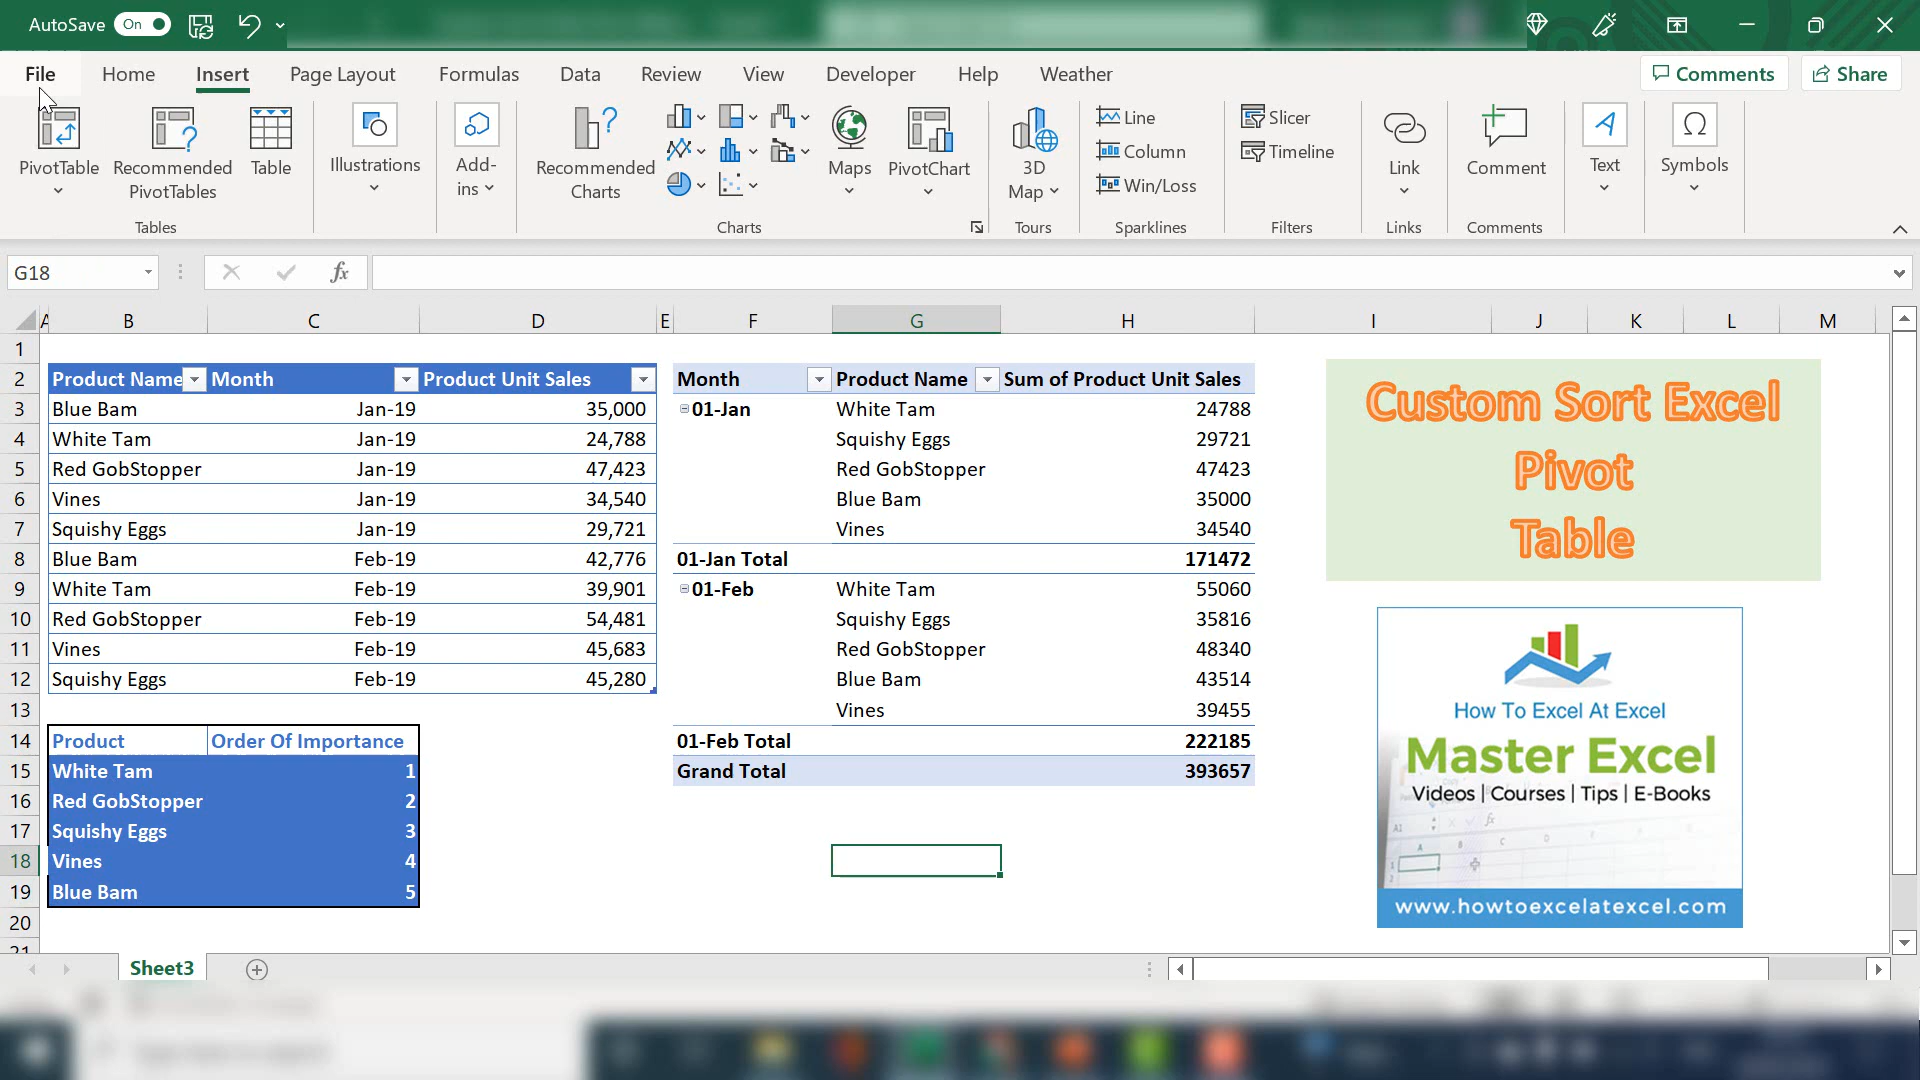 AutoSave On
File Home Insert Page Layout Formulas Data Review View Developer Help Weather Comments Share
PivotTable
Recommended PivotTables
Table
Illustrations
Add-ins
Recommended Charts
Maps
PivotChart
3D Map
Line
Column
Win/Loss
Slicer
Timeline
Link
Comment
Text
Symbols
Tables Charts Tours Sparklines Filters Links Comments
G18 fx
A B C D E F G H I J K L M
1
2 Product Name Month Product Unit Sales Month Product Name Sum of Product Unit Sales
3 Blue Bam Jan-19 35,000 01-Jan White Tam 24788
4 White Tam Jan-19 24,788 Squishy Eggs 29721
5 Red GobStopper Jan-19 47,423 Red GobStopper 47423
6 Vines Jan-19 34,540 Blue Bam 35000
7 Squishy Eggs Jan-19 29,721 Vines 34540
8 Blue Bam Feb-19 42,776 01-Jan Total 171472
9 White Tam Feb-19 39,901 01-Feb White Tam 55060
10 Red GobStopper Feb-19 54,481 Squishy Eggs 35816
11 Vines Feb-19 45,683 Red GobStopper 48340
12 Squishy Eggs Feb-19 45,280 Blue Bam 43514
13 Vines 39455
14 Product Order Of Importance 01-Feb Total 222185
15 White Tam 1 Grand Total 393657
16 Red GobStopper 2
17 Squishy Eggs 3
18 Vines 4
19 Blue Bam 5
20
21
Custom Sort Excel
Pivot
Table
How To Excel At Excel
Master Excel
Videos | Courses | Tips | E-Books
www.howtoexcelatexcel.com
Sheet3